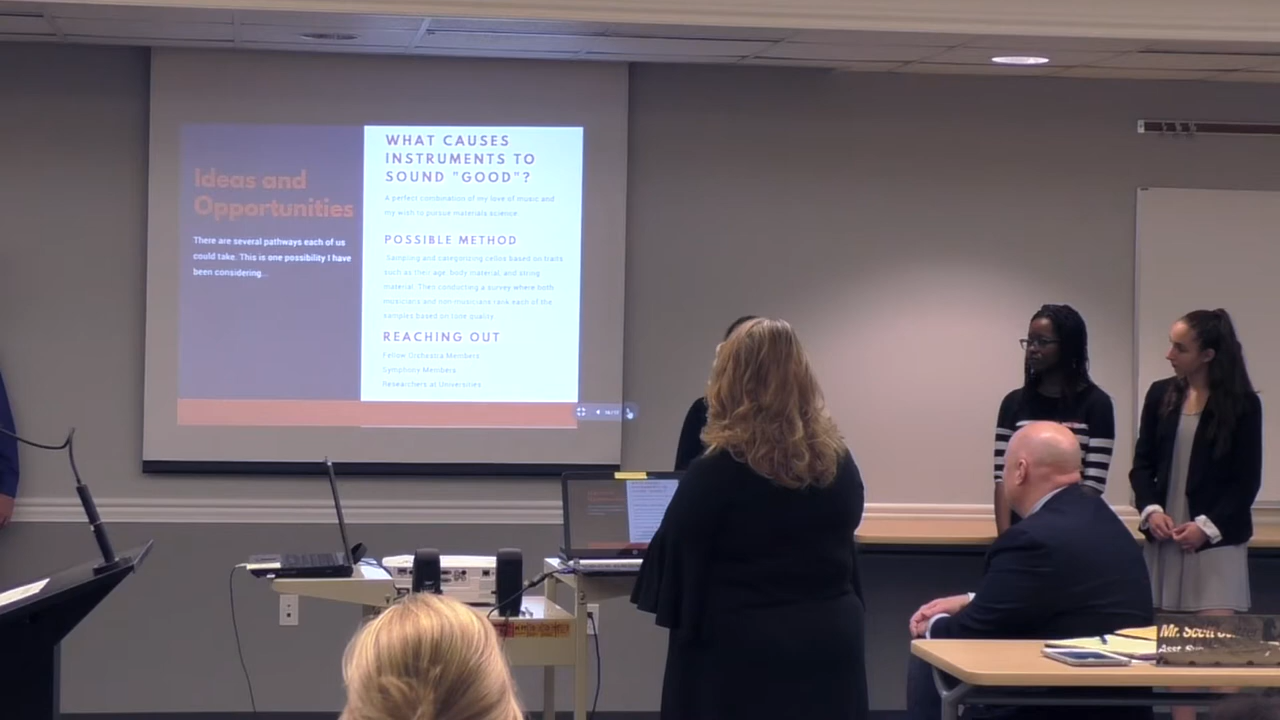 Ideas and
Opportunities
There are several pathways each of us
could take. This is one possibility I have
been considering...
WHAT CAUSES
INSTRUMENTS TO
SOUND "GOOD"?
A perfect combination of my love of music and
my wish to pursue materials science.
POSSIBLE METHOD
Sampling and categorizing cellos based on traits
such as their age, body material, and string
material. Then conducting a survey where both
musicians and non-musicians rank each of the
samples based on tone quality.
REACHING OUT
Fellow Orchestra Members
Symphony Members
Researchers at Universities
Mr. Scott
Asst.